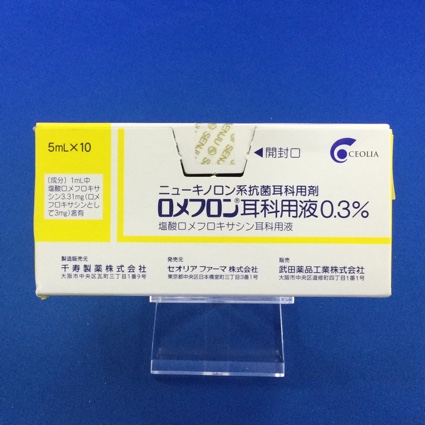 5mL×10
◀開封口
CEOLIA
SENJU
(成分) 1mL中
塩酸ロメフロキサ
シン3.31mg(ロメ
フロキサシンとし
て3mg)含有
ニューキノロン系抗菌耳科用剤
ロメフロン®耳科用液0.3%
塩酸ロメフロキサシン耳科用液
製造販売元
千寿製薬株式会社
大阪市中央区瓦町三丁目1番9号
発売元
セオリア ファーマ 株式会社
東京都中央区日本橋室町三丁目3番1号
販売
武田薬品工業株式会社
大阪市中央区道修町四丁目1番1号